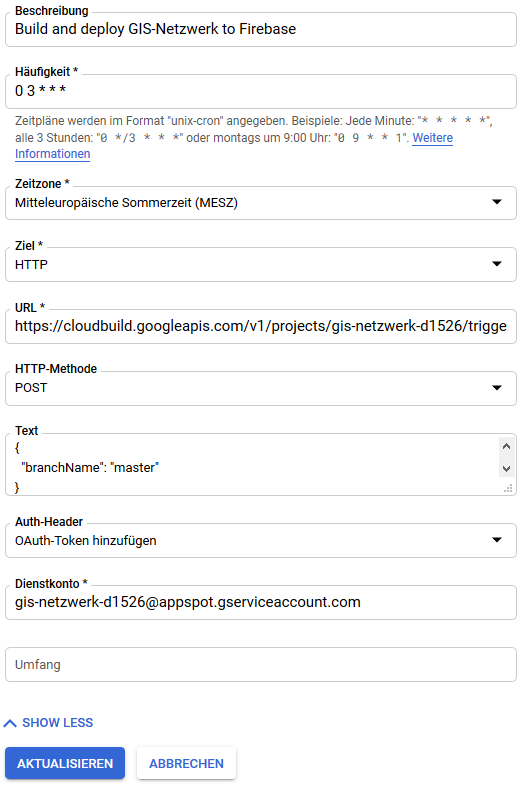 Beschreibung
Build and deploy GIS-Netzwerk to Firebase
Häufigkeit *
0 3 * * *
Zeitpläne werden im Format "unix-cron" angegeben. Beispiele: Jede Minute: "* * * * *",
alle 3 Stunden: "0 */3 * * *" oder montags um 9:00 Uhr: "0 9 * * 1". Weitere
Informationen
Zeitzone *
Mitteleuropäische Sommerzeit (MESZ)
Ziel *
HTTP
URL *
https://cloudbuild.googleapis.com/v1/projects/gis-netzwerk-d1526/trigge
HTTP-Methode
POST
Text
{
"branchName": "master"
}
Auth-Header
OAuth-Token hinzufügen
Dienstkonto *
gis-netzwerk-d1526@appspot.gserviceaccount.com
Umfang
SHOW LESS
AKTUALISIEREN ABBRECHEN